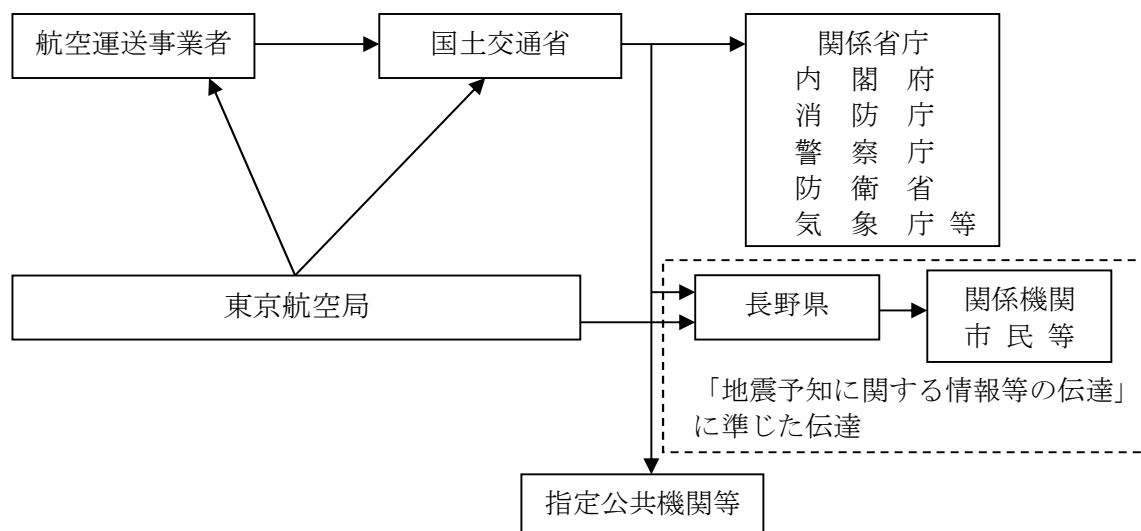 航空運送事業者
国土交通省
関係省庁
内 閣 府
消 防 庁
警 察 庁
防 衛 省
気 象 庁 等
東京航空局
長野県
関係機関
市 民 等
「地震予知に関する情報等の伝達」
に準じた伝達
指定公共機関等